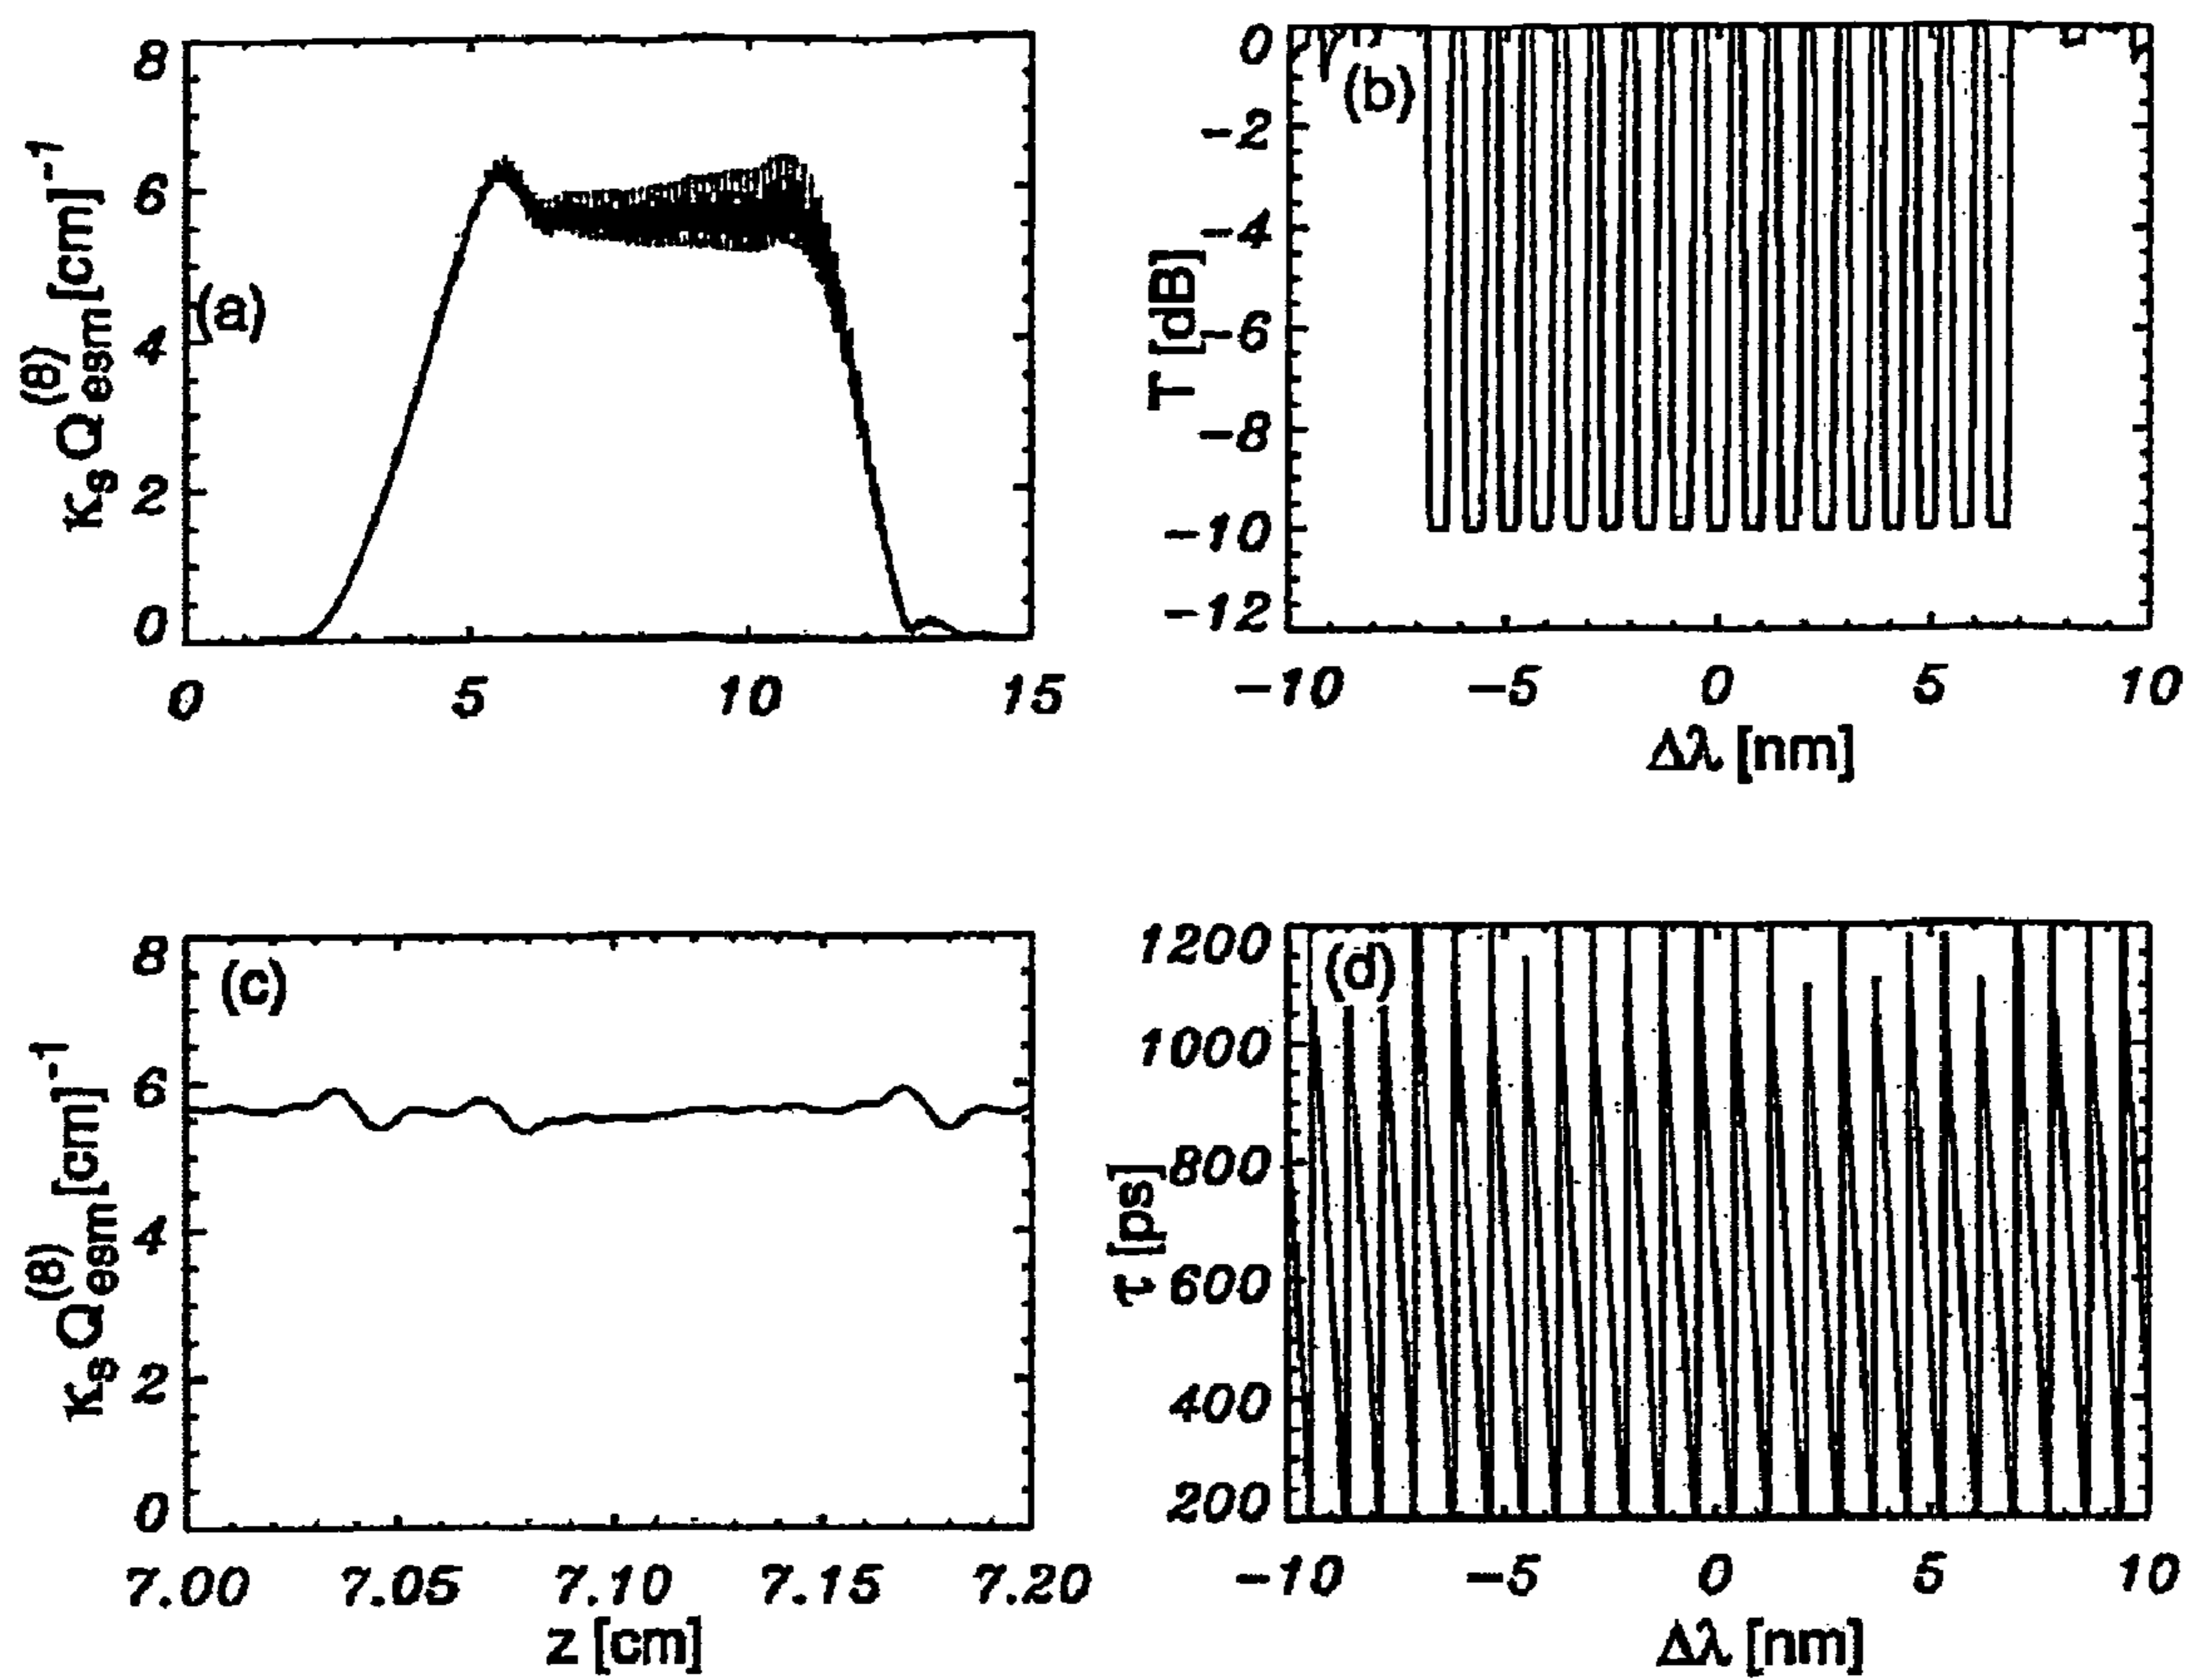 8
6
4
2
0
κsQ(8)esm[cm]-1
(a)
0 5 10 15
0
-2
-4
-6
-8
-10
-12
T [dB]
(b)
-10 -5 0 5 10
Δλ [nm]
8
6
4
2
0
κsQ(8)esm[cm]-1
(c)
7.00 7.05 7.10 7.15 7.20
z [cm]
1200
1000
800
600
400
200
τ [ps]
(d)
-10 -5 0 5 10
Δλ [nm]